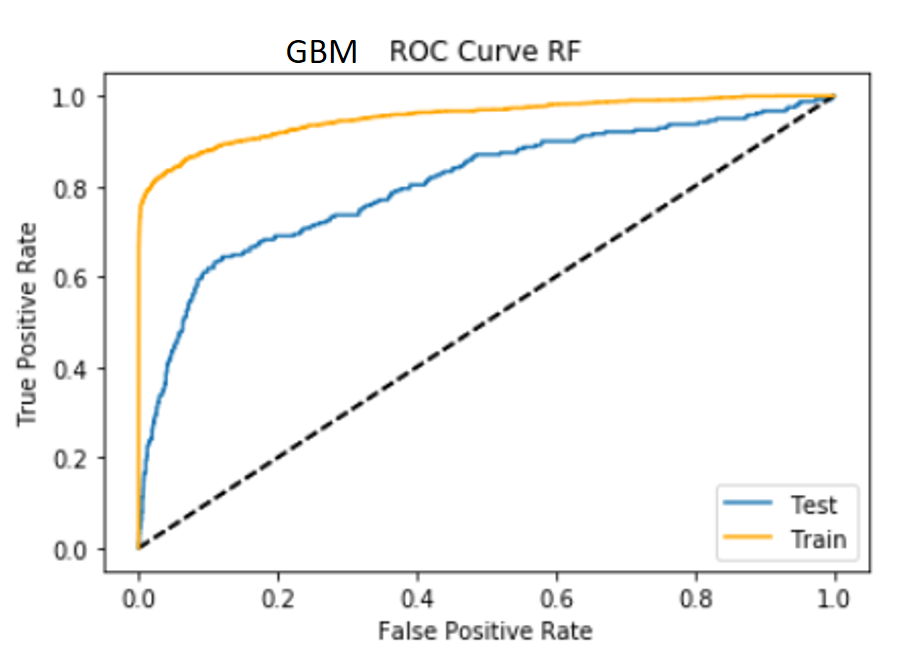 GBM ROC Curve RF
1.0
0.8
0.6
0.4
0.2
0.0
True Positive Rate
Test
Train
0.0 0.2 0.4 0.6 0.8 1.0
False Positive Rate